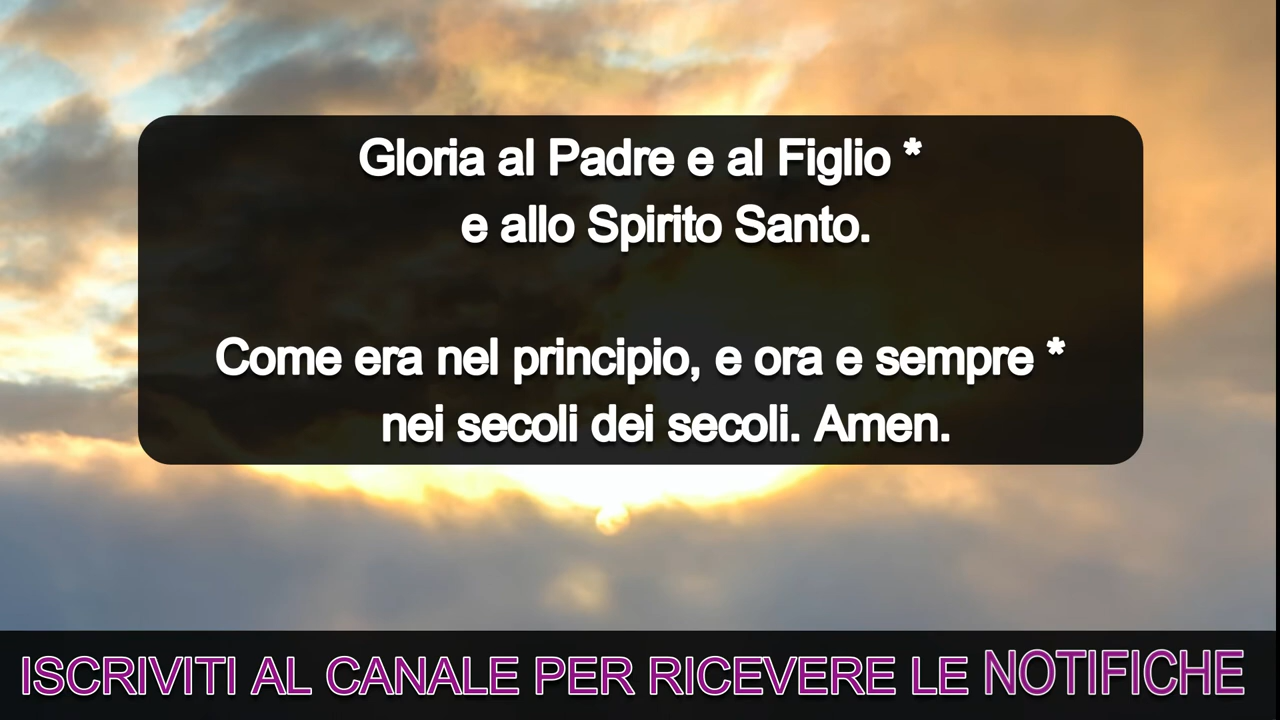 Gloria al Padre e al Figlio *
e allo Spirito Santo.
Come era nel principio, e ora e sempre *
nei secoli dei secoli. Amen.
ISCRIVITI AL CANALE PER RICEVERE LE NOTIFICHE